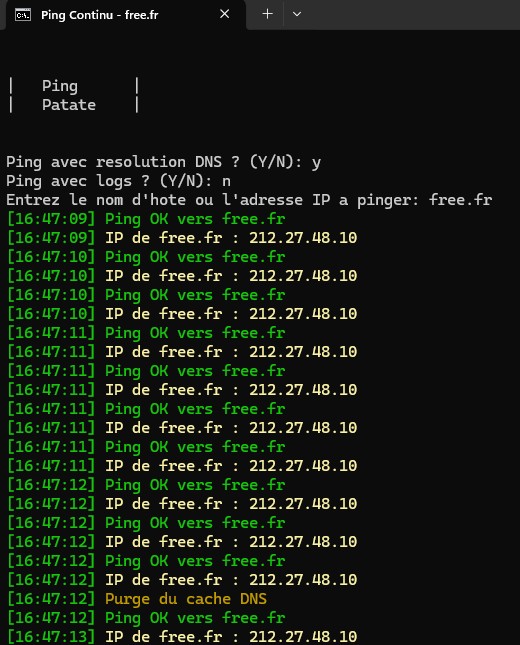 Ping Continu - free.fr
| Ping |
| Patate |
Ping avec resolution DNS ? (Y/N): y
Ping avec logs ? (Y/N): n
Entrez le nom d'hote ou l'adresse IP a pinger: free.fr
[16:47:09] Ping OK vers free.fr
[16:47:09] IP de free.fr : 212.27.48.10
[16:47:10] Ping OK vers free.fr
[16:47:10] IP de free.fr : 212.27.48.10
[16:47:10] Ping OK vers free.fr
[16:47:10] IP de free.fr : 212.27.48.10
[16:47:11] Ping OK vers free.fr
[16:47:11] IP de free.fr : 212.27.48.10
[16:47:11] Ping OK vers free.fr
[16:47:11] IP de free.fr : 212.27.48.10
[16:47:11] Ping OK vers free.fr
[16:47:11] IP de free.fr : 212.27.48.10
[16:47:11] Ping OK vers free.fr
[16:47:11] IP de free.fr : 212.27.48.10
[16:47:12] Ping OK vers free.fr
[16:47:12] IP de free.fr : 212.27.48.10
[16:47:12] Ping OK vers free.fr
[16:47:12] IP de free.fr : 212.27.48.10
[16:47:12] Ping OK vers free.fr
[16:47:12] IP de free.fr : 212.27.48.10
[16:47:12] Purge du cache DNS
[16:47:12] Ping OK vers free.fr
[16:47:13] IP de free.fr : 212.27.48.10